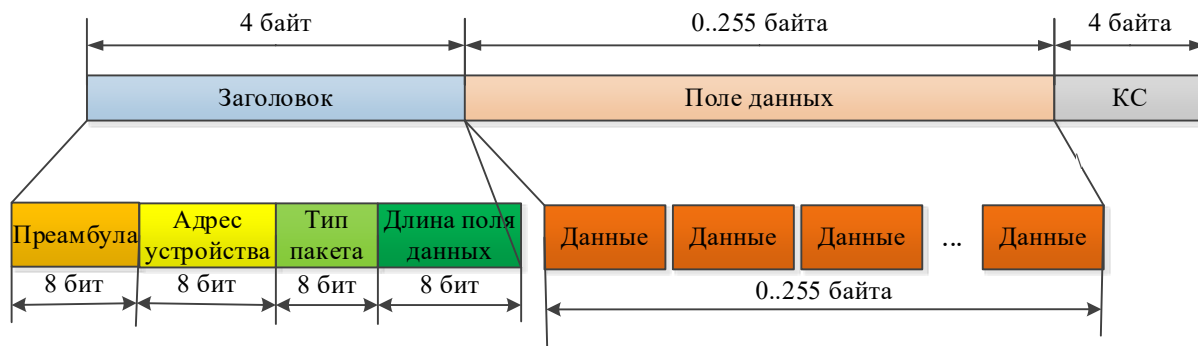 4 байт
0..255 байта
4 байта
Заголовок
Поле данных
КС
Преамбула
Адрес
устройства
Тип
пакета
Длина поля
данных
Данные
Данные
Данные
...
Данные
8 бит
8 бит
8 бит
8 бит
0..255 байта